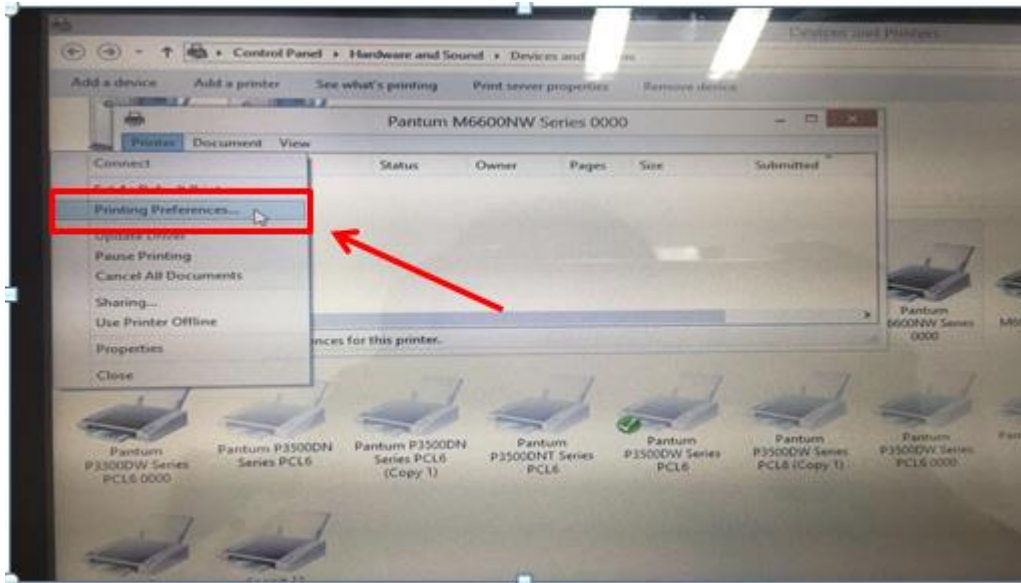 Devices and Printers
Control Panel Hardware and Sound Devices and
Add a device Add a printer See what's printing Print server properties Remove device
Pantum M6600NW Series 0000
Printer Document View
Status Owner Pages Size Submitted
Connect
Printing Preferences...
Update Driver
Pause Printing
Cancel All Documents
Sharing...
Use Printer Offline
Properties
Close
for this printer.
Pantum
M6600NW Series
0000
Pantum
P3300DW Series
PCL6 0000
Pantum P3500DN
Series PCL6
Pantum P3500DN
Series PCL6
(Copy 1)
Pantum
P3500DNT Series
PCL6
Pantum
P3500DW Series
PCL6
Pantum
P3500DW Series
PCL6 (Copy 1)
Pantum
P3500DW Series
PCL6 0000